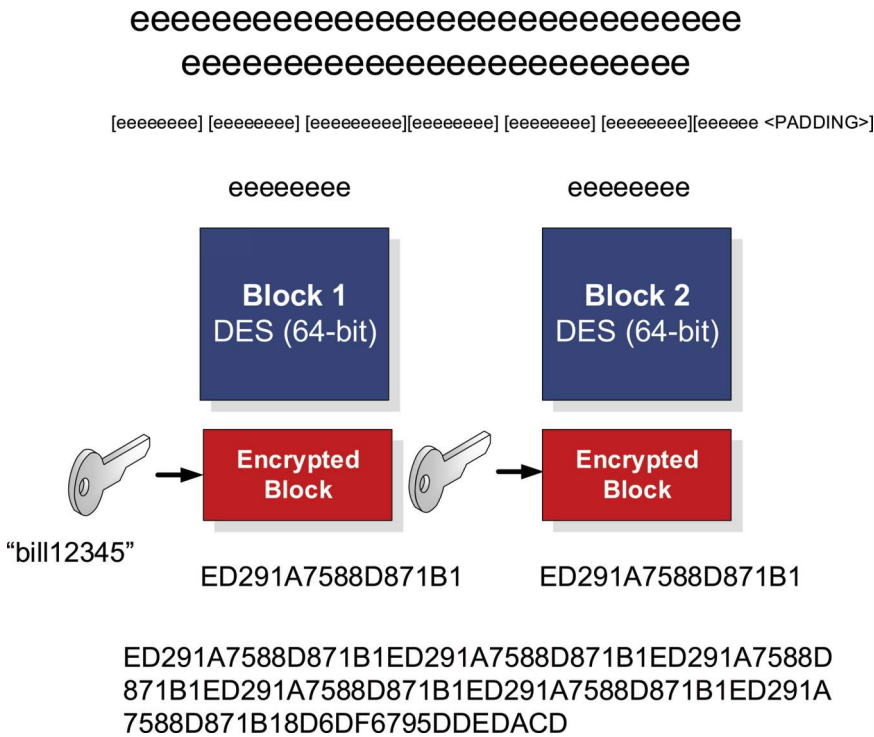 eeeeeeeeeeeeeeeeeeeeeeeeeeeeee
eeeeeeeeeeeeeeeeeeeeeeeee
[eeeeeeee] [eeeeeeee] [eeeeeeeee][eeeeeeee] [eeeeeeee] [eeeeeeee][eeeeee <PADDING>]
eeeeeeee eeeeeeee
Block 1
DES (64-bit)
Block 2
DES (64-bit)
Encrypted
Block
Encrypted
Block
“bill12345”
ED291A7588D871B1 ED291A7588D871B1
ED291A7588D871B1ED291A7588D871B1ED291A7588D
871B1ED291A7588D871B1ED291A7588D871B1ED291A
7588D871B18D6DF6795DDEDACD